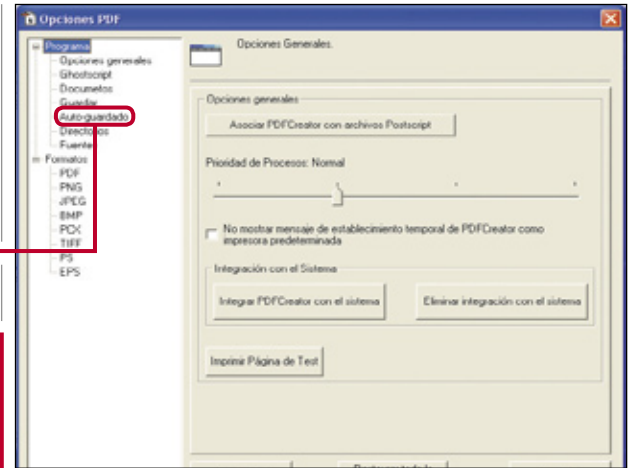 Opciones PDF
Programa
Opciones generales
Ghostscript
Documetos
Guardar
Auto-guardado
Directorios
Fuente
Formatos
PDF
PNG
JPEG
BMP
PCX
TIFF
PS
EPS
Opciones Generales.
Opciones generales
Asociar PDFCreator con archivos Postscript
Prioridad de Procesos: Normal
No mostrar mensaje de establecimiento temporal de PDFCreator como
impresora predeterminada
Integración con el Sistema
Integrar PDFCreator con el sistema
Eliminar integración con el sistema
Imprimir Página de Test